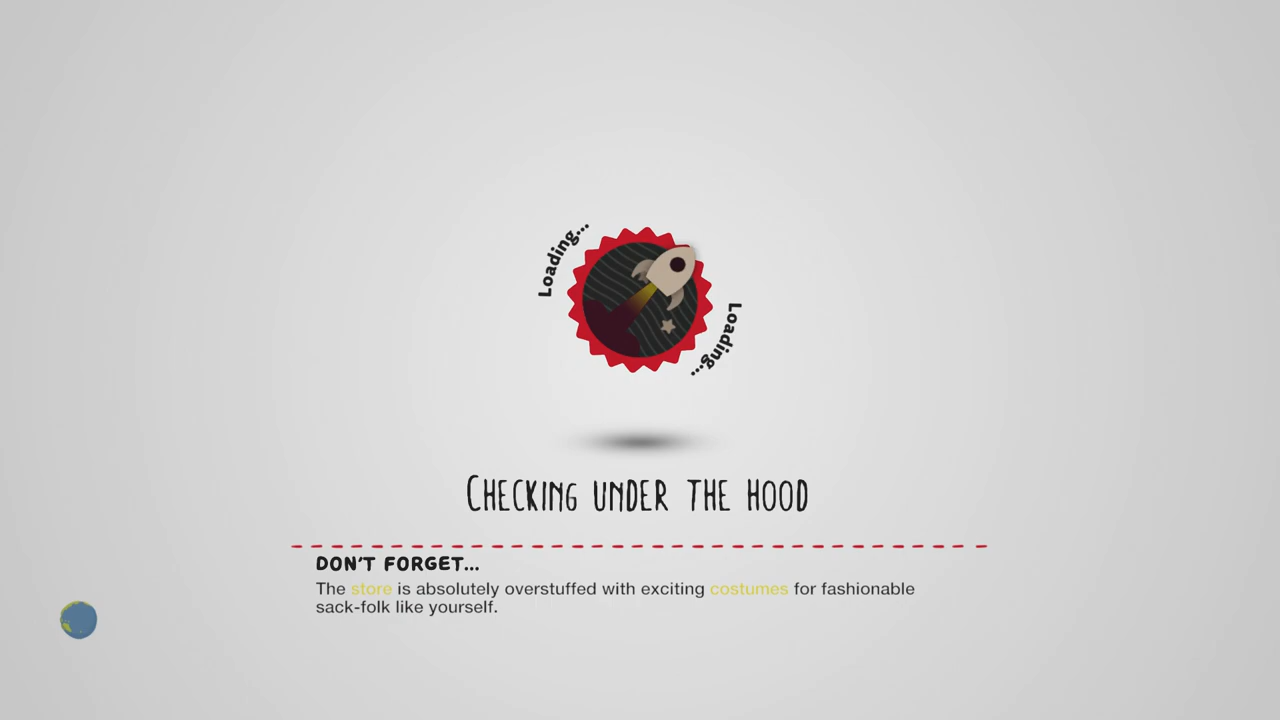 Loading...
Loading...
Checking under the hood
DON'T FORGET...
The store is absolutely overstuffed with exciting costumes for fashionable
sack-folk like yourself.